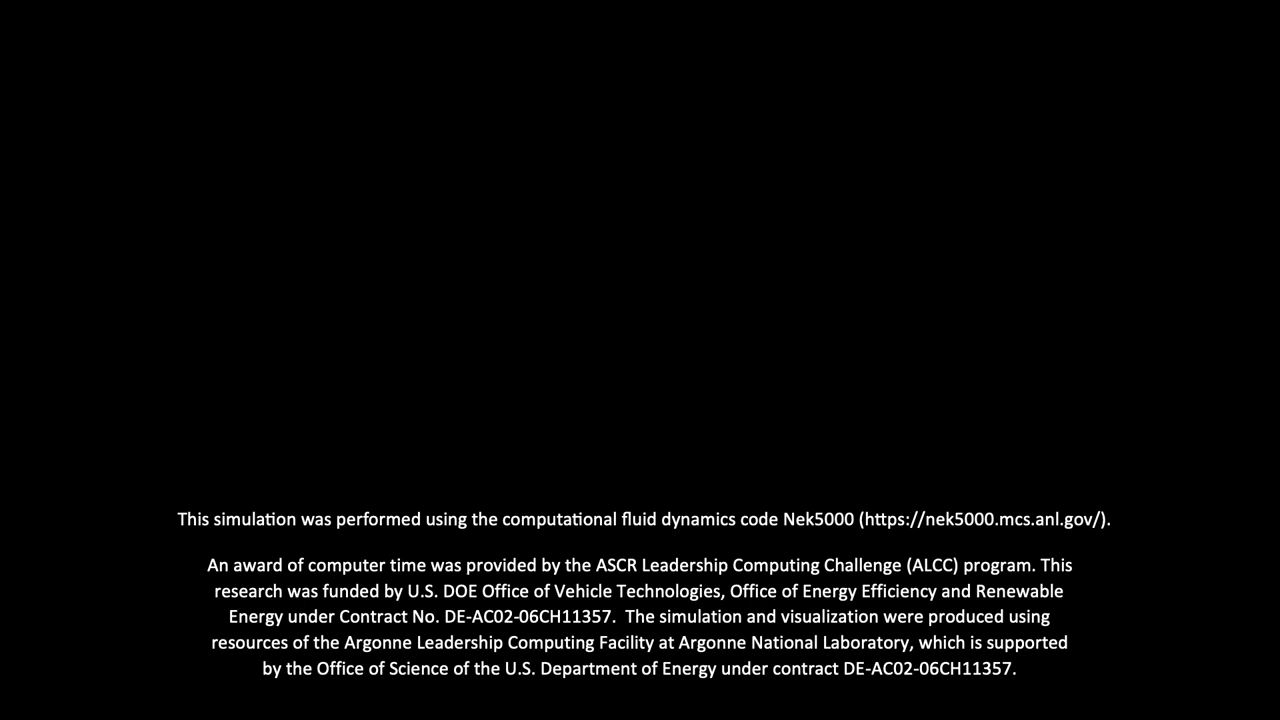 This simulation was performed using the computational fluid dynamics code Nek5000 (https://nek5000.mcs.anl.gov/).
An award of computer time was provided by the ASCR Leadership Computing Challenge (ALCC) program. This
research was funded by U.S. DOE Office of Vehicle Technologies, Office of Energy Efficiency and Renewable
Energy under Contract No. DE-AC02-06CH11357.  The simulation and visualization were produced using
resources of the Argonne Leadership Computing Facility at Argonne National Laboratory, which is supported
by the Office of Science of the U.S. Department of Energy under contract DE-AC02-06CH11357.